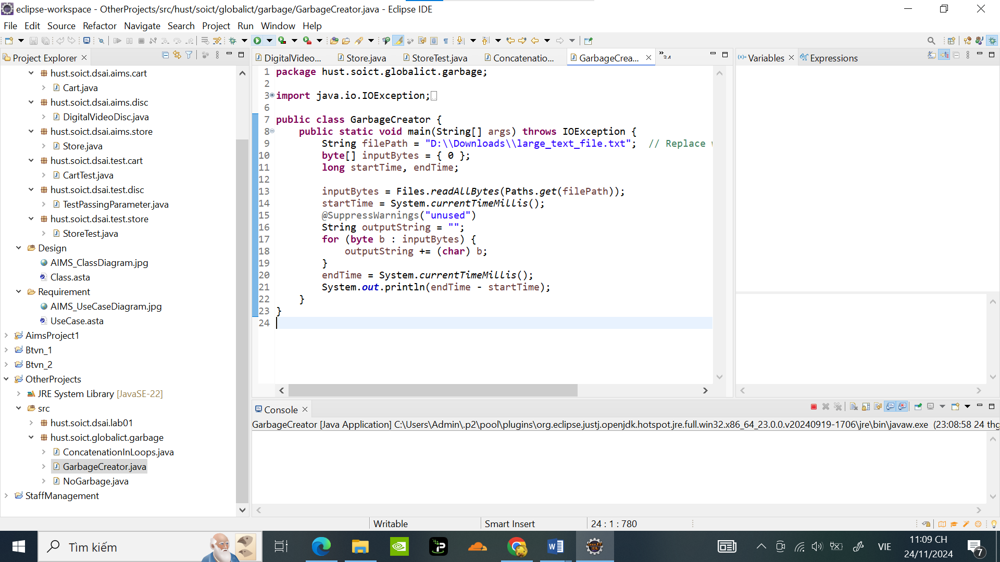 eclipse-workspace - OtherProjects/src/hust/soict/globalict/garbage/GarbageCreator.java - Eclipse IDE
File Edit Source Refactor Navigate Search Project Run Window Help
Project Explorer
hust.soict.dsai.aims.cart
Cart.java
hust.soict.dsai.aims.disc
DigitalVideoDisc.java
hust.soict.dsai.aims.store
Store.java
hust.soict.dsai.test.cart
CartTest.java
hust.soict.dsai.test.disc
TestPassingParameter.java
hust.soict.dsai.test.store
StoreTest.java
Design
AIMS_ClassDiagram.jpg
Class.asta
Requirement
AIMS_UseCaseDiagram.jpg
UseCase.asta
AimsProject1
Btvn_1
Btvn_2
OtherProjects
JRE System Library [JavaSE-22]
src
hust.soict.dsai.lab01
hust.soict.globalict.garbage
ConcatenationInLoops.java
GarbageCreator.java
NoGarbage.java
StaffManagement
DigitalVideo... Store.java StoreTest.java Concatenatio... GarbageCrea... »34
1 package hust.soict.globalict.garbage;
2
3 import java.io.IOException;
6
7 public class GarbageCreator {
8 public static void main(String[] args) throws IOException {
9 String filePath = "D:\\Downloads\\large_text_file.txt"; // Replace
10 byte[] inputBytes = { 0 };
11 long startTime, endTime;
12
13 inputBytes = Files.readAllBytes(Paths.get(filePath));
14 startTime = System.currentTimeMillis();
15 @SuppressWarnings("unused")
16 String outputString = "";
17 for (byte b : inputBytes) {
18 outputString += (char) b;
19 }
20 endTime = System.currentTimeMillis();
21 System.out.println(endTime - startTime);
22 }
23 }
24
(x)= Variables Expressions
Console
GarbageCreator [Java Application] C:\Users\Admin\.p2\pool\plugins\org.eclipse.justj.openjdk.hotspot.jre.full.win32.x86_64_23.0.0.v20240919-1706\jre\bin\javaw.exe (23:08:58 24 thg
Writable Smart Insert 24 : 1 : 780
Tìm kiếm
VIE
11:09 CH
24/11/2024
7